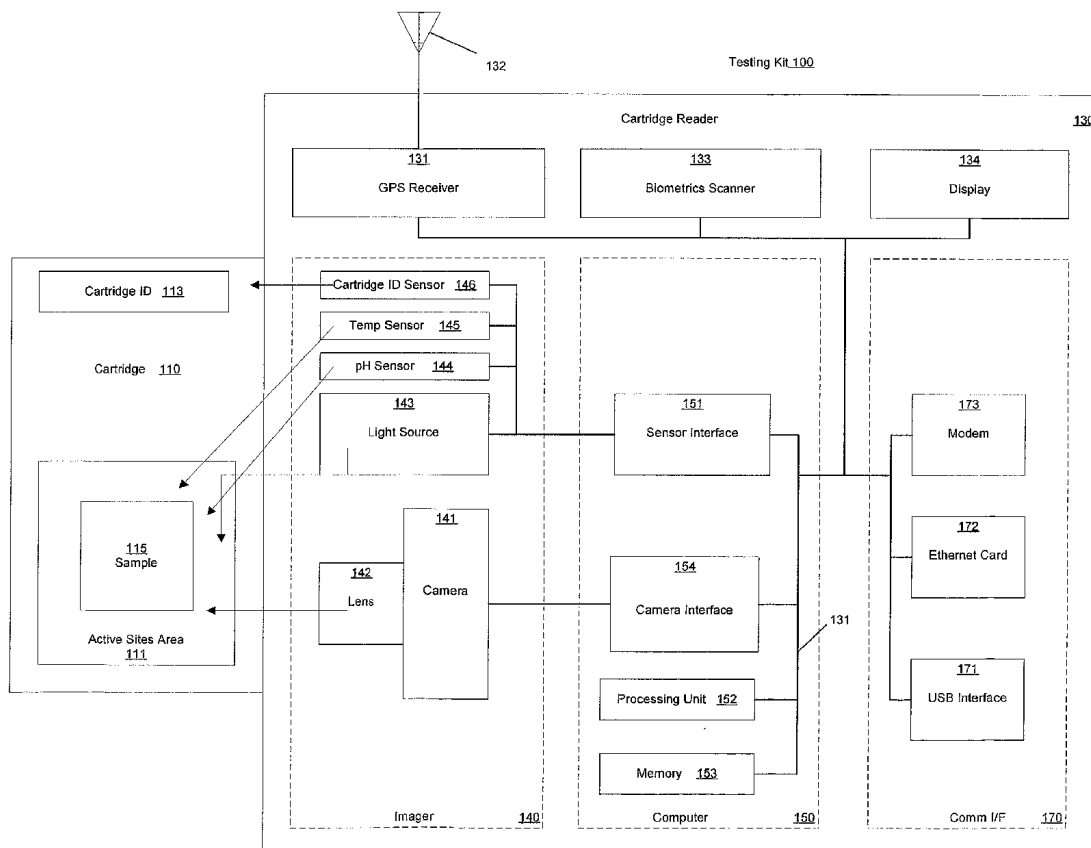 132
Testing Kit 100
Cartridge Reader
130
131
GPS Receiver
133
Biometrics Scanner
134
Display
Cartridge ID 113
Cartridge 110
115
Sample
Active Sites Area
111
Cartridge ID Sensor 146
Temp Sensor 145
pH Sensor 144
143
Light Source
141
Camera
142
Lens
Imager 140
151
Sensor Interface
154
Camera Interface
131
Processing Unit 152
Memory 153
Computer 150
173
Modem
172
Ethernet Card
171
USB Interface
Comm I/F 170